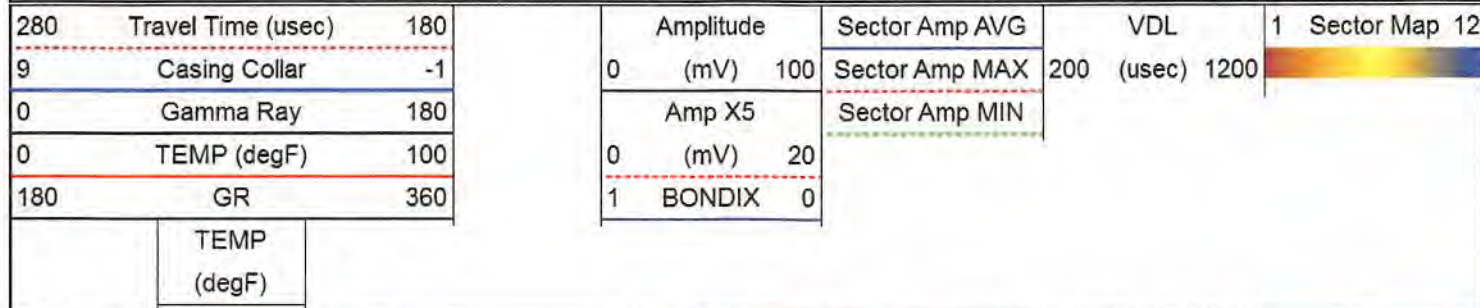 280 Travel Time (usec) 180 Amplitude Sector Amp AVG VDL 1 Sector Map 12
9 Casing Collar -1 0 (mV) 100 Sector Amp MAX 200 (usec) 1200
0 Gamma Ray 180 Amp X5 Sector Amp MIN
0 TEMP (degF) 100 0 (mV) 20
180 GR 360 1 BONDIX 0
TEMP
(degF)